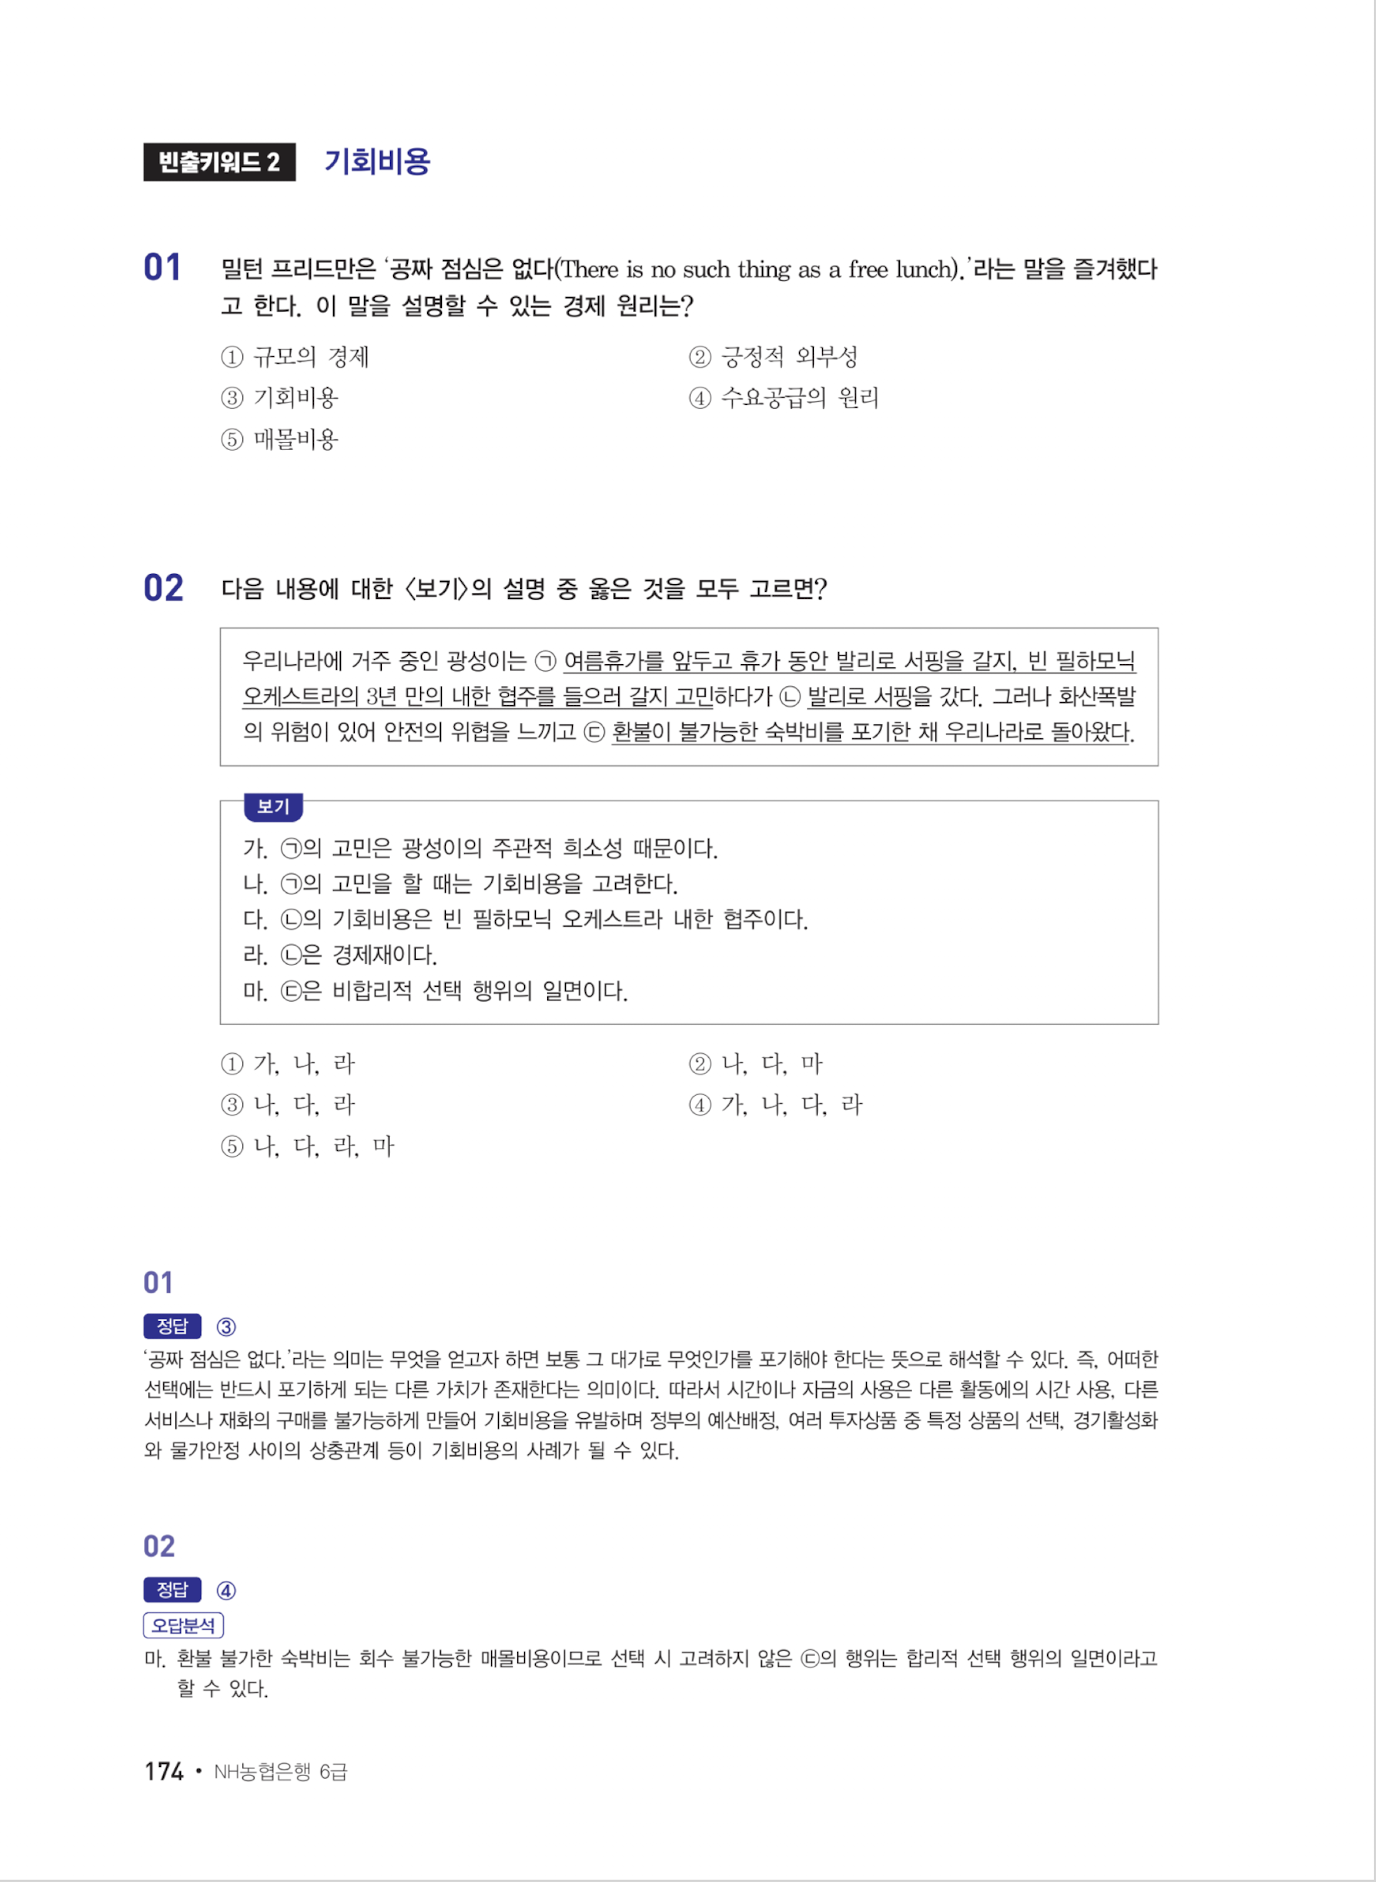 빈출키워드 2 기회비용
01 밀턴 프리드만은 ‘공짜 점심은 없다(There is no such thing as a free lunch).’라는 말을 즐겨했다
고 한다. 이 말을 설명할 수 있는 경제 원리는?
① 규모의 경제 ② 긍정적 외부성
③ 기회비용 ④ 수요공급의 원리
⑤ 매몰비용
02 다음 내용에 대한 〈보기〉의 설명 중 옳은 것을 모두 고르면?
우리나라에 거주 중인 광성이는 ㉠ 여름휴가를 앞두고 휴가 동안 발리로 서핑을 갈지, 빈 필하모닉
오케스트라의 3년 만의 내한 협주를 들으러 갈지 고민하다가 ㉡ 발리로 서핑을 갔다. 그러나 화산폭발
의 위험이 있어 안전의 위협을 느끼고 ㉢ 환불이 불가능한 숙박비를 포기한 채 우리나라로 돌아왔다.
보기
가. ㉠의 고민은 광성이의 주관적 희소성 때문이다.
나. ㉠의 고민을 할 때는 기회비용을 고려한다.
다. ㉡의 기회비용은 빈 필하모닉 오케스트라 내한 협주이다.
라. ㉡은 경제재이다.
마. ㉢은 비합리적 선택 행위의 일면이다.
① 가, 나, 라 ② 나, 다, 마
③ 나, 다, 라 ④ 가, 나, 다, 라
⑤ 나, 다, 라, 마
01
정답 ③
‘공짜 점심은 없다.’라는 의미는 무엇을 얻고자 하면 보통 그 대가로 무엇인가를 포기해야 한다는 뜻으로 해석할 수 있다. 즉, 어떠한
선택에는 반드시 포기하게 되는 다른 가치가 존재한다는 의미이다. 따라서 시간이나 자금의 사용은 다른 활동에의 시간 사용, 다른
서비스나 재화의 구매를 불가능하게 만들어 기회비용을 유발하며 정부의 예산배정, 여러 투자상품 중 특정 상품의 선택, 경기활성화
와 물가안정 사이의 상충관계 등이 기회비용의 사례가 될 수 있다.
02
정답 ④
오답분석
마. 환불 불가한 숙박비는 회수 불가능한 매몰비용이므로 선택 시 고려하지 않은 ㉢의 행위는 합리적 선택 행위의 일면이라고
할 수 있다.
174 • NH농협은행 6급